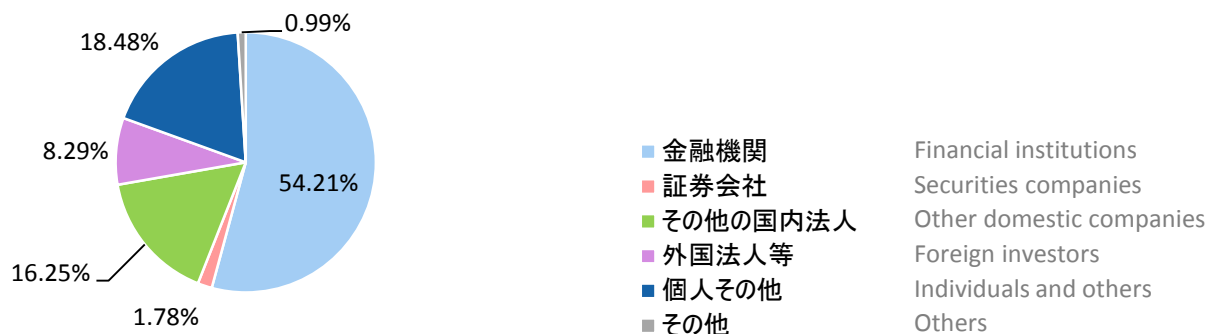 0.99%
18.48%
8.29%
54.21%
16.25%
1.78%
金融機関 Financial institutions
証券会社 Securities companies
その他の国内法人 Other domestic companies
外国法人等 Foreign investors
個人その他 Individuals and others
その他 Others